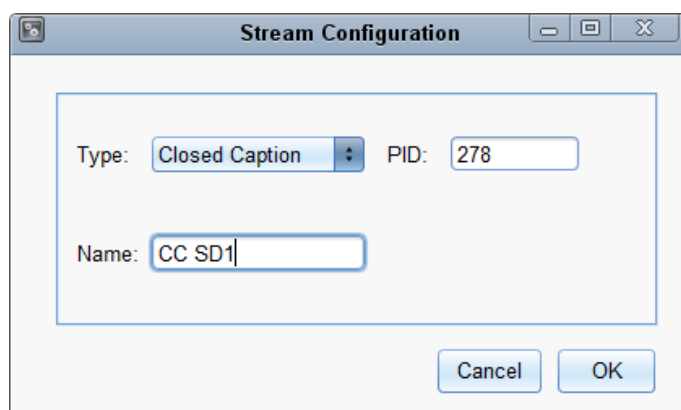 Stream Configuration
Type: Closed Caption PID: 278
Name: CC SD1
Cancel OK